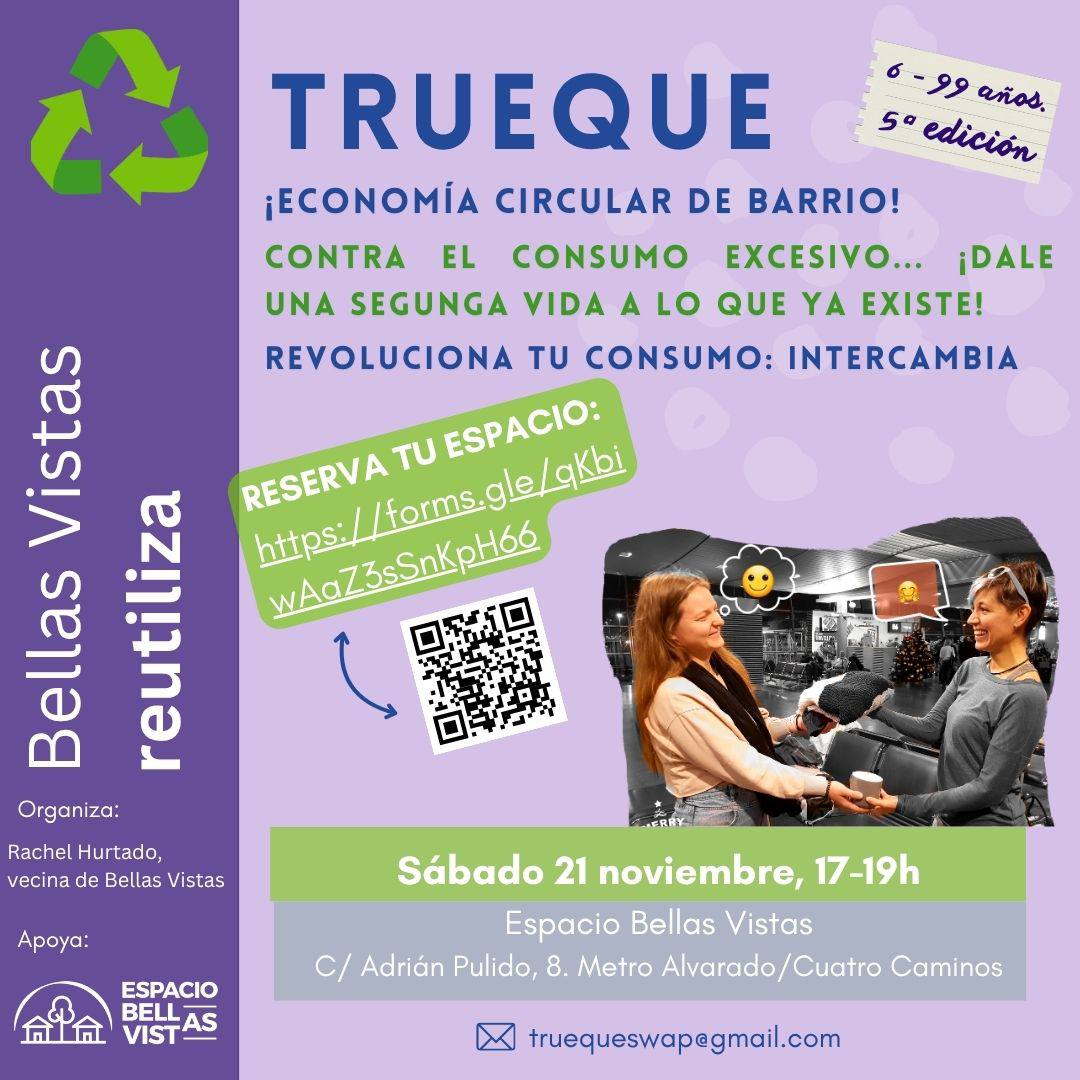 TRUEQUE
6 - 99 años.
5ª edición
¡ECONOMÍA CIRCULAR DE BARRIO!
CONTRA EL CONSUMO EXCESIVO... ¡DALE
UNA SEGUNGA VIDA A LO QUE YA EXISTE!
REVOLUCIONA TU CONSUMO: INTERCAMBIA
RESERVA TU ESPACIO:
https://forms.gle/qKbi
wAaZ3sSnKpH66
Bellas Vistas
reutiliza
MERRY
Organiza:
Rachel Hurtado,
vecina de Bellas Vistas
Apoya:
ESPACIO
BELL
VISTAS
Sábado 21 noviembre, 17-19h
Espacio Bellas Vistas
C/ Adrián Pulido, 8. Metro Alvarado/Cuatro Caminos
truequeswap@gmail.com